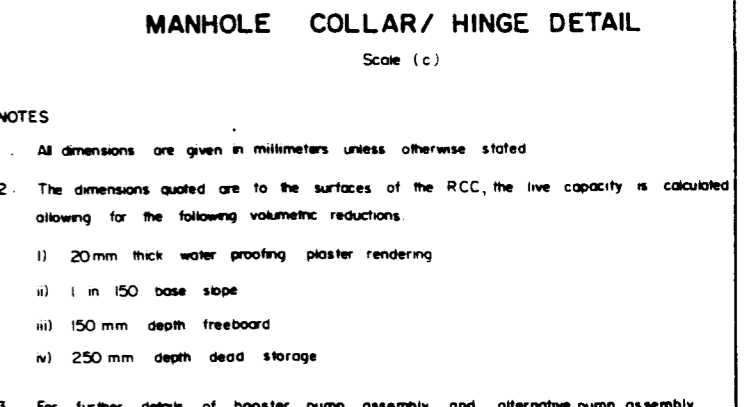 MANHOLE COLLAR/ HINGE DETAIL
Scale (c)
NOTES
. All dimensions are given in millimeters unless otherwise stated
2. The dimensions quoted are to the surfaces of the RCC, the live capacity is calculated
allowing for the following volumetric reductions.
i) 20mm thick water proofing plaster rendering
ii) 1 in 150 base slope
iii) 150 mm depth freeboard
iv) 250 mm depth dead storage
3. For further details of booster pump assembly and alternative pump assembly